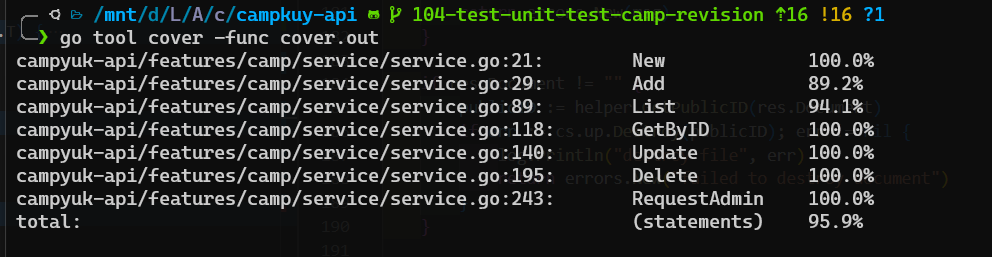 /mnt/d/L/A/c/campkuy-api 104-test-unit-test-camp-revision ⇡16 !16 ?1
❯ go tool cover -func cover.out
campyuk-api/features/camp/service/service.go:21: New 100.0%
campyuk-api/features/camp/service/service.go:29: Add 89.2%
campyuk-api/features/camp/service/service.go:89: List 94.1%
campyuk-api/features/camp/service/service.go:118: GetByID 100.0%
campyuk-api/features/camp/service/service.go:140: Update 100.0%
campyuk-api/features/camp/service/service.go:195: Delete 100.0%
campyuk-api/features/camp/service/service.go:243: RequestAdmin 100.0%
total: (statements) 95.9%
190 }
191